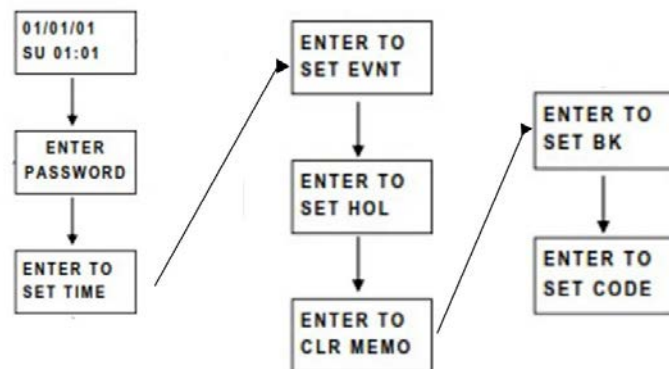 01/01/01
SU 01:01
ENTER
PASSWORD
ENTER TO
SET TIME
ENTER TO
SET EVNT
ENTER TO
SET HOL
ENTER TO
CLR MEMO
ENTER TO
SET BK
ENTER TO
SET CODE